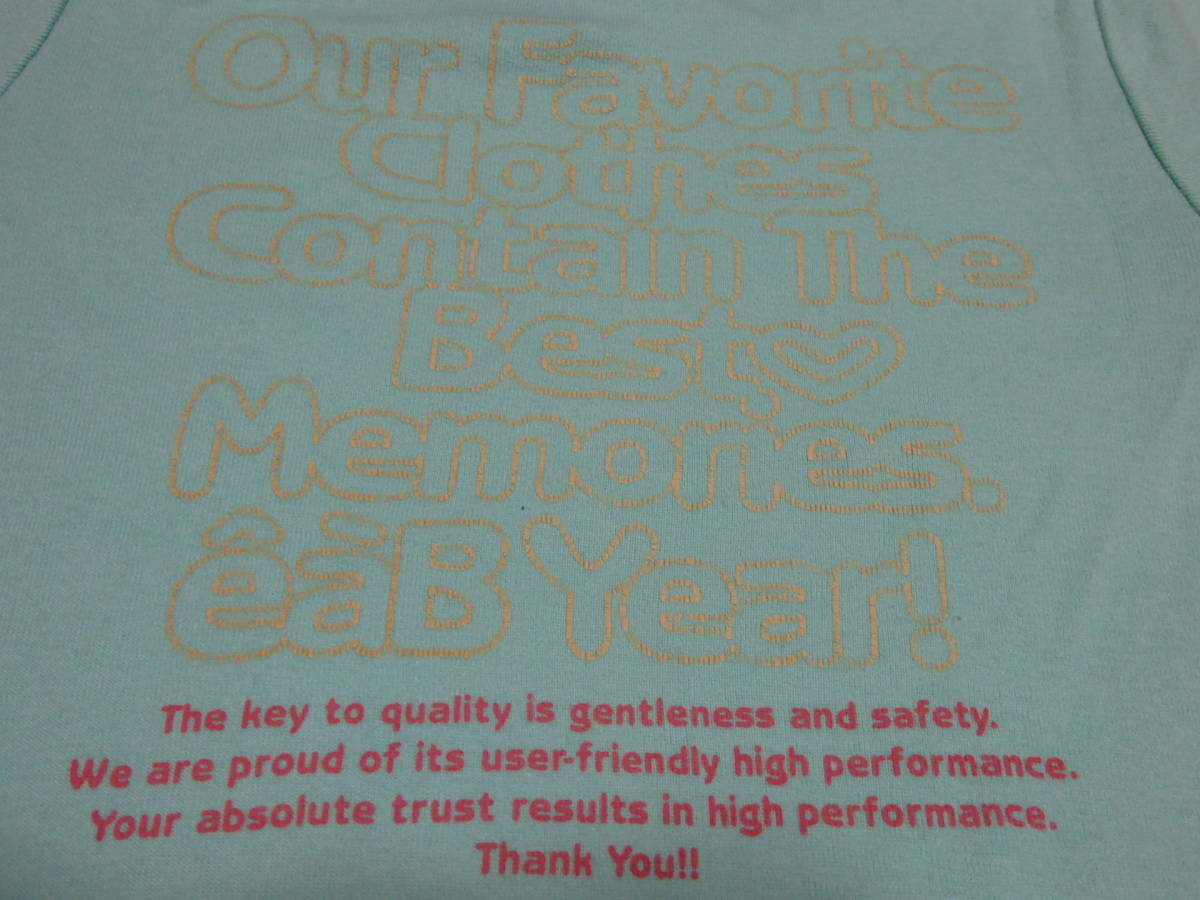 Our Favorite
Clothes
Contain The
Best,♡
Memories.
êàB Year!
The key to quality is gentleness and safety.
We are proud of its user-friendly high performance.
Your absolute trust results in high performance.
Thank You!!